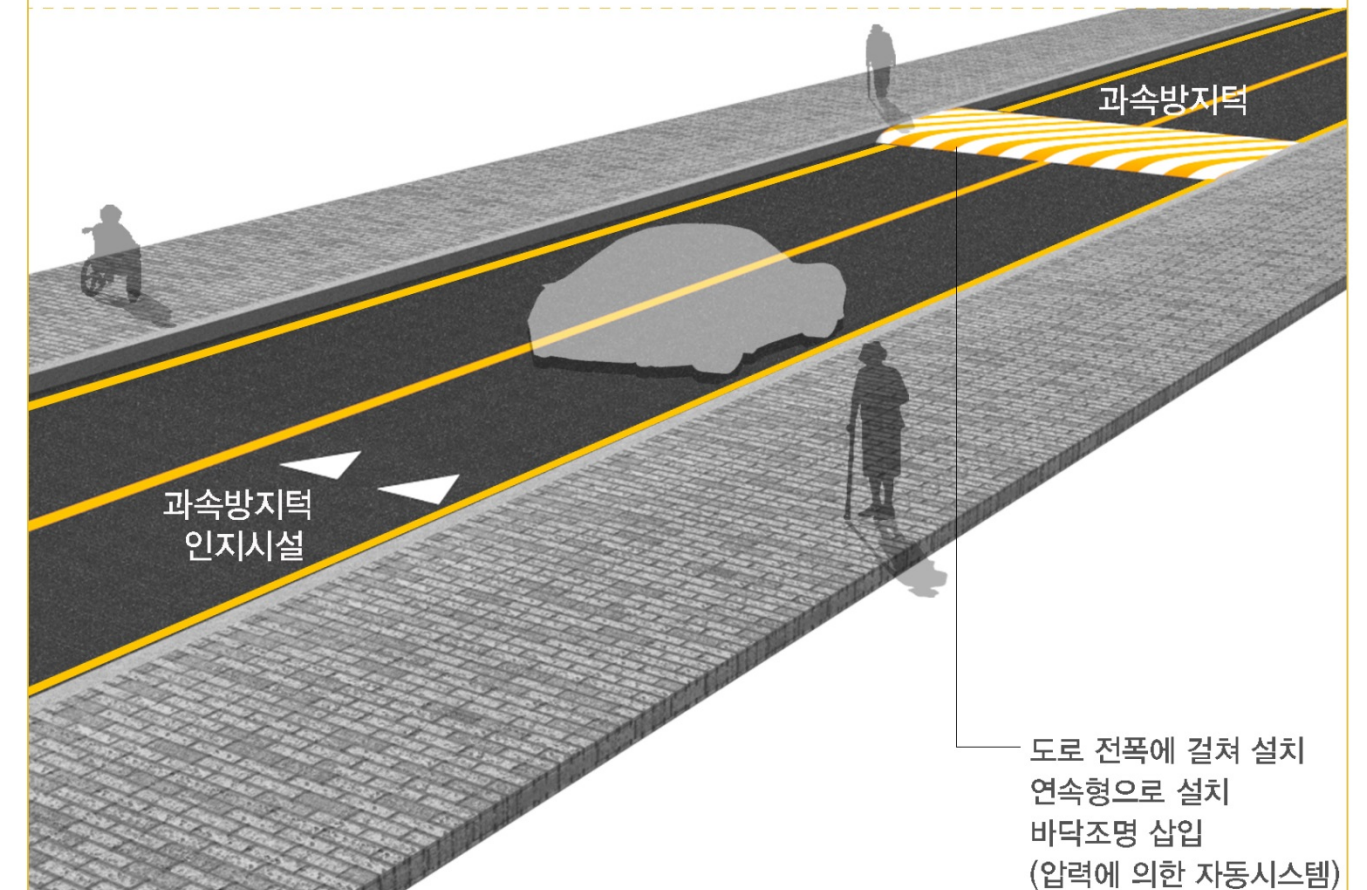 과속방지턱
과속방지턱
인지시설
도로 전폭에 걸쳐 설치
연속형으로 설치
바닥조명 삽입
(압력에 의한 자동시스템)